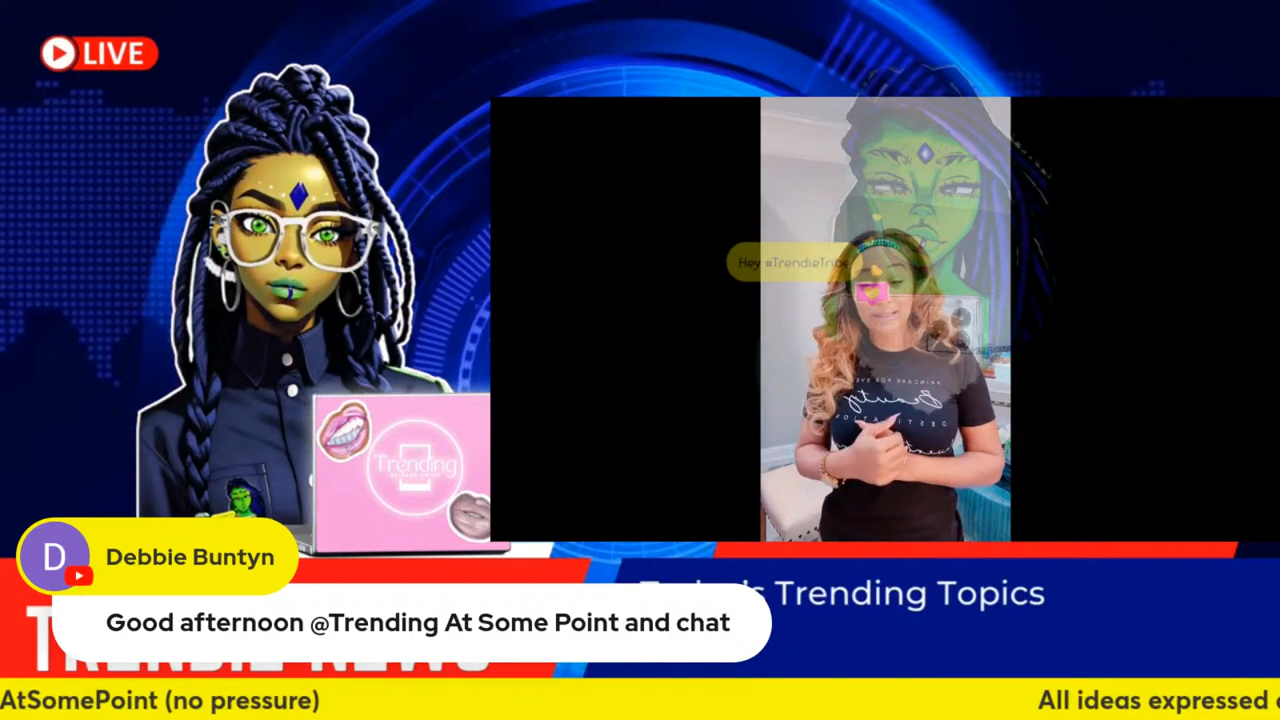 LIVE
Hey #TrendieTribe
Trending
Beauty
D
Debbie Buntyn
Good afternoon @Trending At Some Point and chat
Trending Topics
AtSomePoint (no pressure)
All ideas expressed